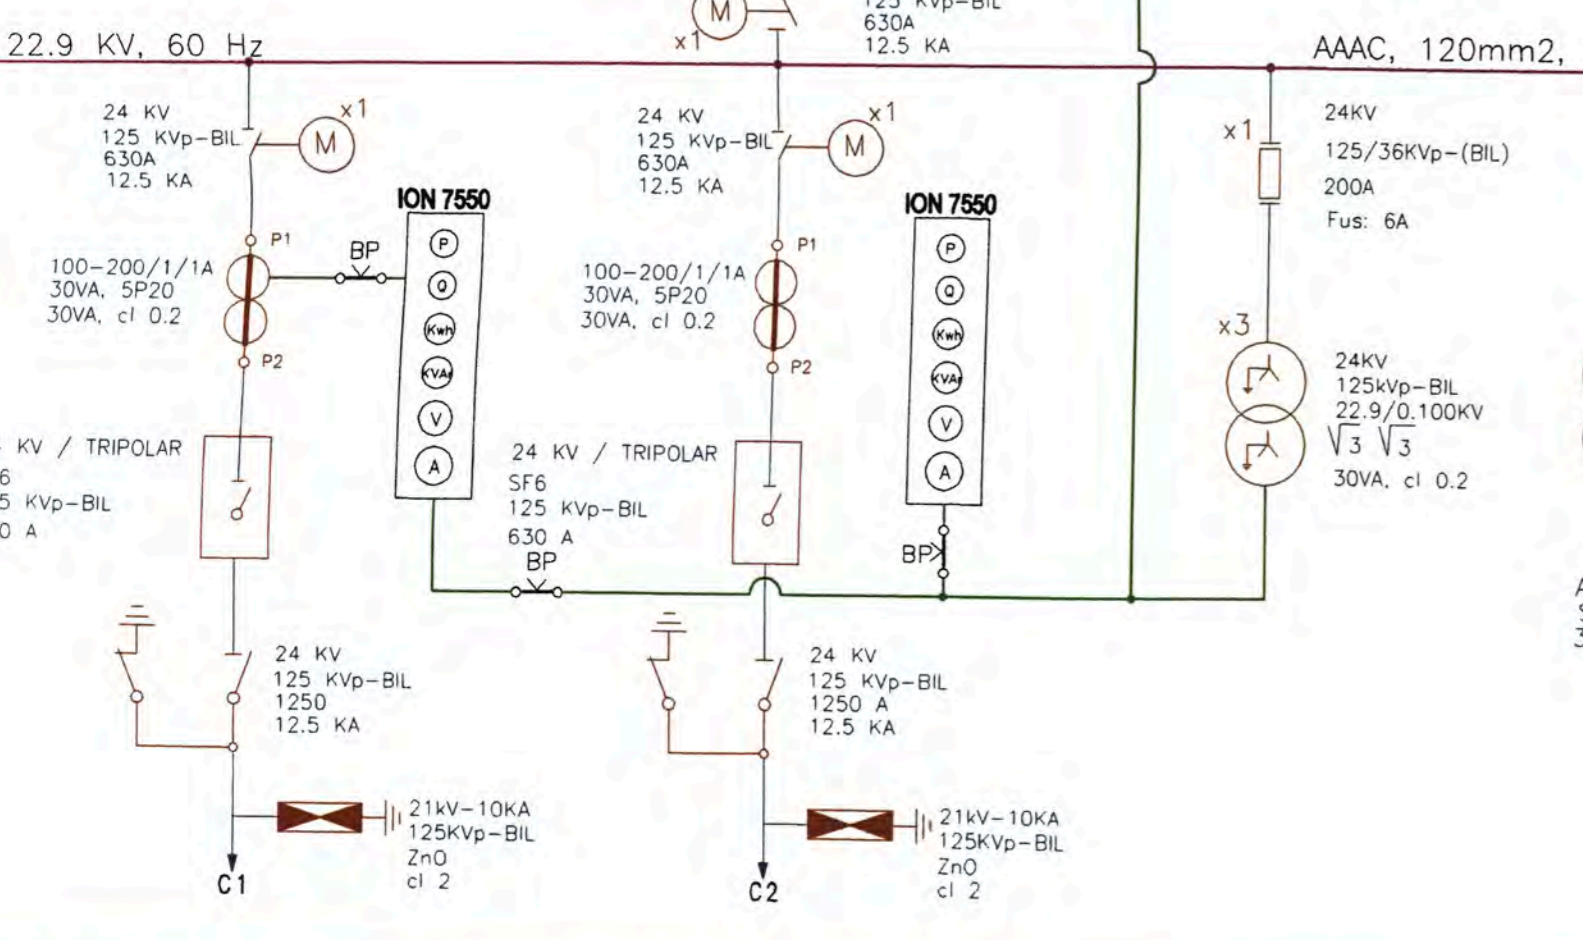 M
x1
125 KVp-BIL
630A
12.5 KA
22.9 KV, 60 Hz
AAAC, 120mm2,
24 KV
125 KVp-BIL
630A
12.5 KA
M
x1
24 KV
125 KVp-BIL
630A
12.5 KA
M
x1
x1
24KV
125/36KVp-(BIL)
200A
Fus: 6A
ION 7550
P
Q
Kwh
KVAr
V
A
ION 7550
P
Q
Kwh
KVAr
V
A
P1
BP
100-200/1/1A
30VA, 5P20
30VA, cl 0.2
P2
P1
100-200/1/1A
30VA, 5P20
30VA, cl 0.2
P2
x3
24KV
125kVp-BIL
22.9/0.100KV
√3 √3
30VA, cl 0.2
KV / TRIPOLAR
6
5 KVp-BIL
0 A
24 KV / TRIPOLAR
SF6
125 KVp-BIL
630 A
BP
BP
24 KV
125 KVp-BIL
1250
12.5 KA
24 KV
125 KVp-BIL
1250 A
12.5 KA
21kV-10KA
125KVp-BIL
ZnO
cl 2
C1
21kV-10KA
125KVp-BIL
ZnO
cl 2
C2